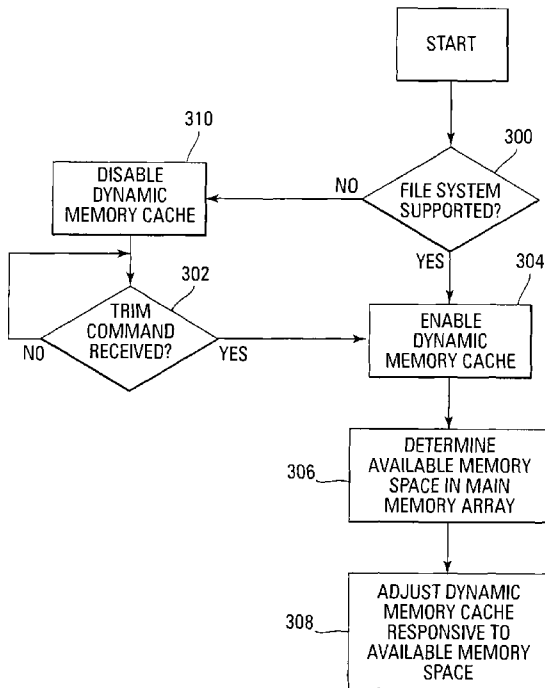 START
310
300
DISABLE
DYNAMIC
MEMORY CACHE
NO
FILE SYSTEM
SUPPORTED?
YES
302
304
TRIM
COMMAND
RECEIVED?
NO
YES
ENABLE
DYNAMIC
MEMORY CACHE
306
DETERMINE
AVAILABLE MEMORY
SPACE IN MAIN
MEMORY ARRAY
308
ADJUST DYNAMIC
MEMORY CACHE
RESPONSIVE TO
AVAILABLE MEMORY
SPACE